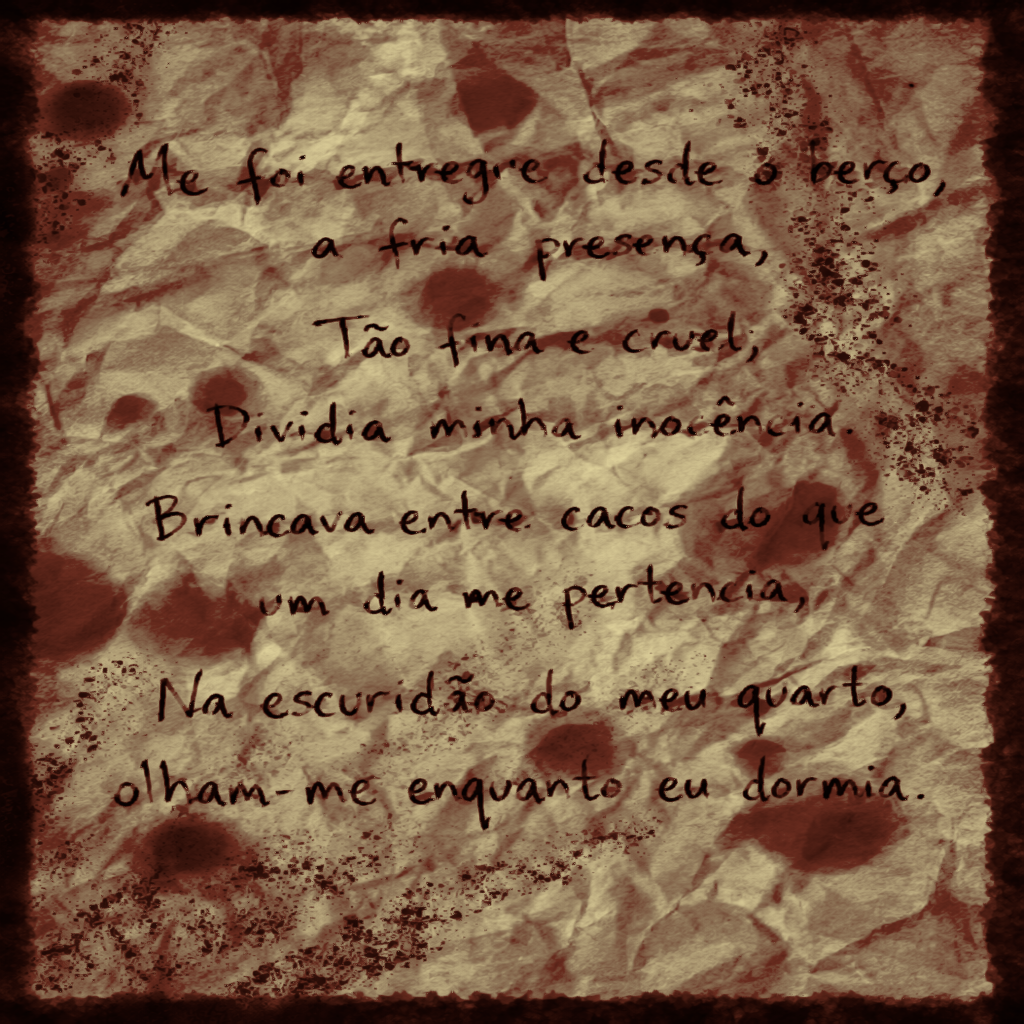 Me foi entregre desde o berço,
a fria presença,
Tão fina e cruel;
Dividia minha inocência.
Brincava entre cacos do que
um dia me pertencia,
Na escuridão do meu quarto,
olham-me enquanto eu dormia.